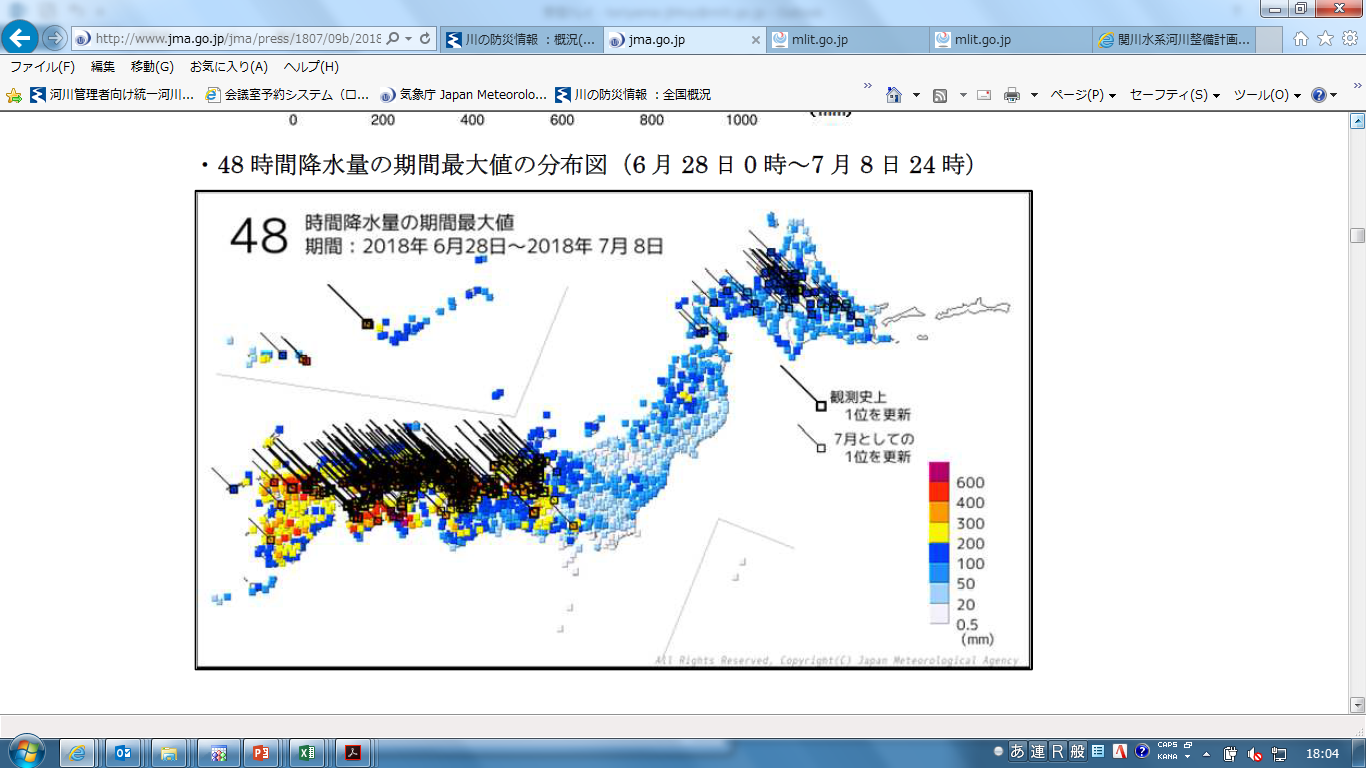 http://www.jma.go.jp/jma/press/1807/09b/2018
川の防災情報 ：概況(...
jma.go.jp
mlit.go.jp
mlit.go.jp
関川水系河川整備計画...
ファイル(F) 編集 移動(G) お気に入り(A) ヘルプ(H)
河川管理者向け統一河川...
会議室予約システム（ロ...
気象庁 Japan Meteorolo...
川の防災情報 ：全国概況
ページ(P)
セーフティ(S)
ツール(O)
0 200 400 600 800 1000 (mm)
・48 時間降水量の期間最大値の分布図（6 月 28 日 0 時～7 月 8 日 24 時）
48 時間降水量の期間最大値
期間：2018年 6月28日～2018年 7月 8日
観測史上
1位を更新
7月としての
1位を更新
600
400
300
200
100
50
20
0.5
(mm)
All Rights Reserved, Copyright(C) Japan Meteorological Agency
あ 連 R 般
CAPS
KANA
18:04